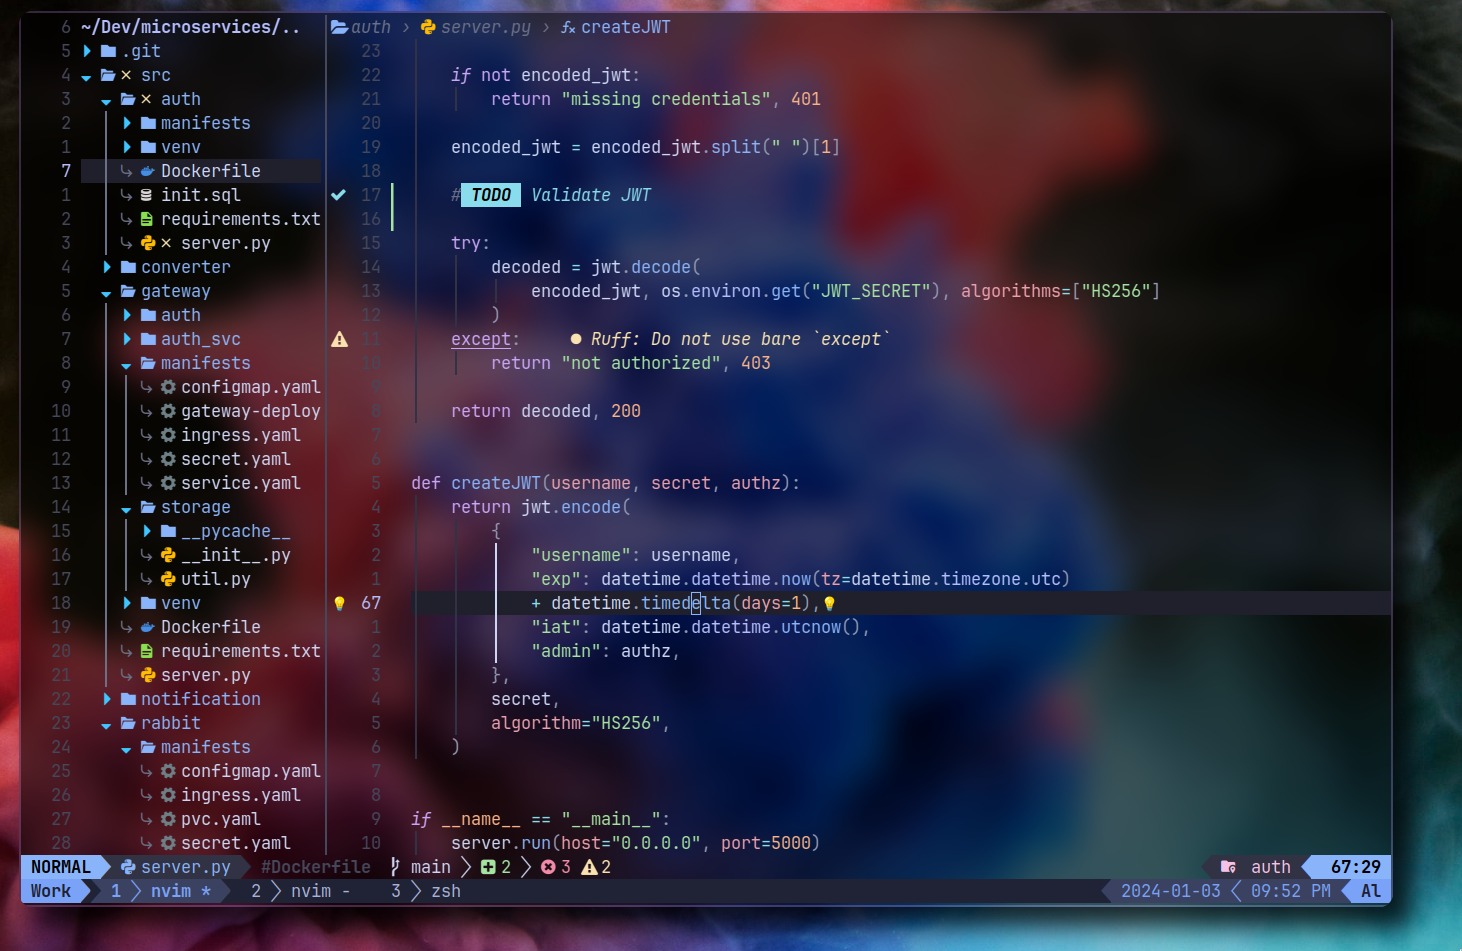 6 ~/Dev/microservices/..
5 .git
4 × src
3 × auth
2 manifests
1 venv
7 Dockerfile
1 init.sql
2 requirements.txt
3 × server.py
4 converter
5 gateway
6 auth
7 auth_svc
8 manifests
9 configmap.yaml
10 gateway-deploy
11 ingress.yaml
12 secret.yaml
13 service.yaml
14 storage
15 __pycache__
16 __init__.py
17 util.py
18 venv
19 Dockerfile
20 requirements.txt
21 server.py
22 notification
23 rabbit
24 manifests
25 configmap.yaml
26 ingress.yaml
27 pvc.yaml
28 secret.yaml
auth › server.py › fx createJWT
23
22     if not encoded_jwt:
21         return "missing credentials", 401
20
19     encoded_jwt = encoded_jwt.split(" ")[1]
18
17     # TODO Validate JWT
16
15     try:
14         decoded = jwt.decode(
13             encoded_jwt, os.environ.get("JWT_SECRET"), algorithms=["HS256"]
12         )
11     except:     ● Ruff: Do not use bare `except`
10         return "not authorized", 403
9
8     return decoded, 200
7
6
5 def createJWT(username, secret, authz):
4     return jwt.encode(
3         {
2             "username": username,
1             "exp": datetime.datetime.now(tz=datetime.timezone.utc)
67             + datetime.timedelta(days=1),
1             "iat": datetime.datetime.utcnow(),
2             "admin": authz,
3         },
4         secret,
5         algorithm="HS256",
6     )
7
8
9 if __name__ == "__main__":
10     server.run(host="0.0.0.0", port=5000)
NORMAL server.py #Dockerfile main 2 3 2 auth 67:29
Work 1 nvim * 2 nvim - 3 zsh 2024-01-03 09:52 PM Al